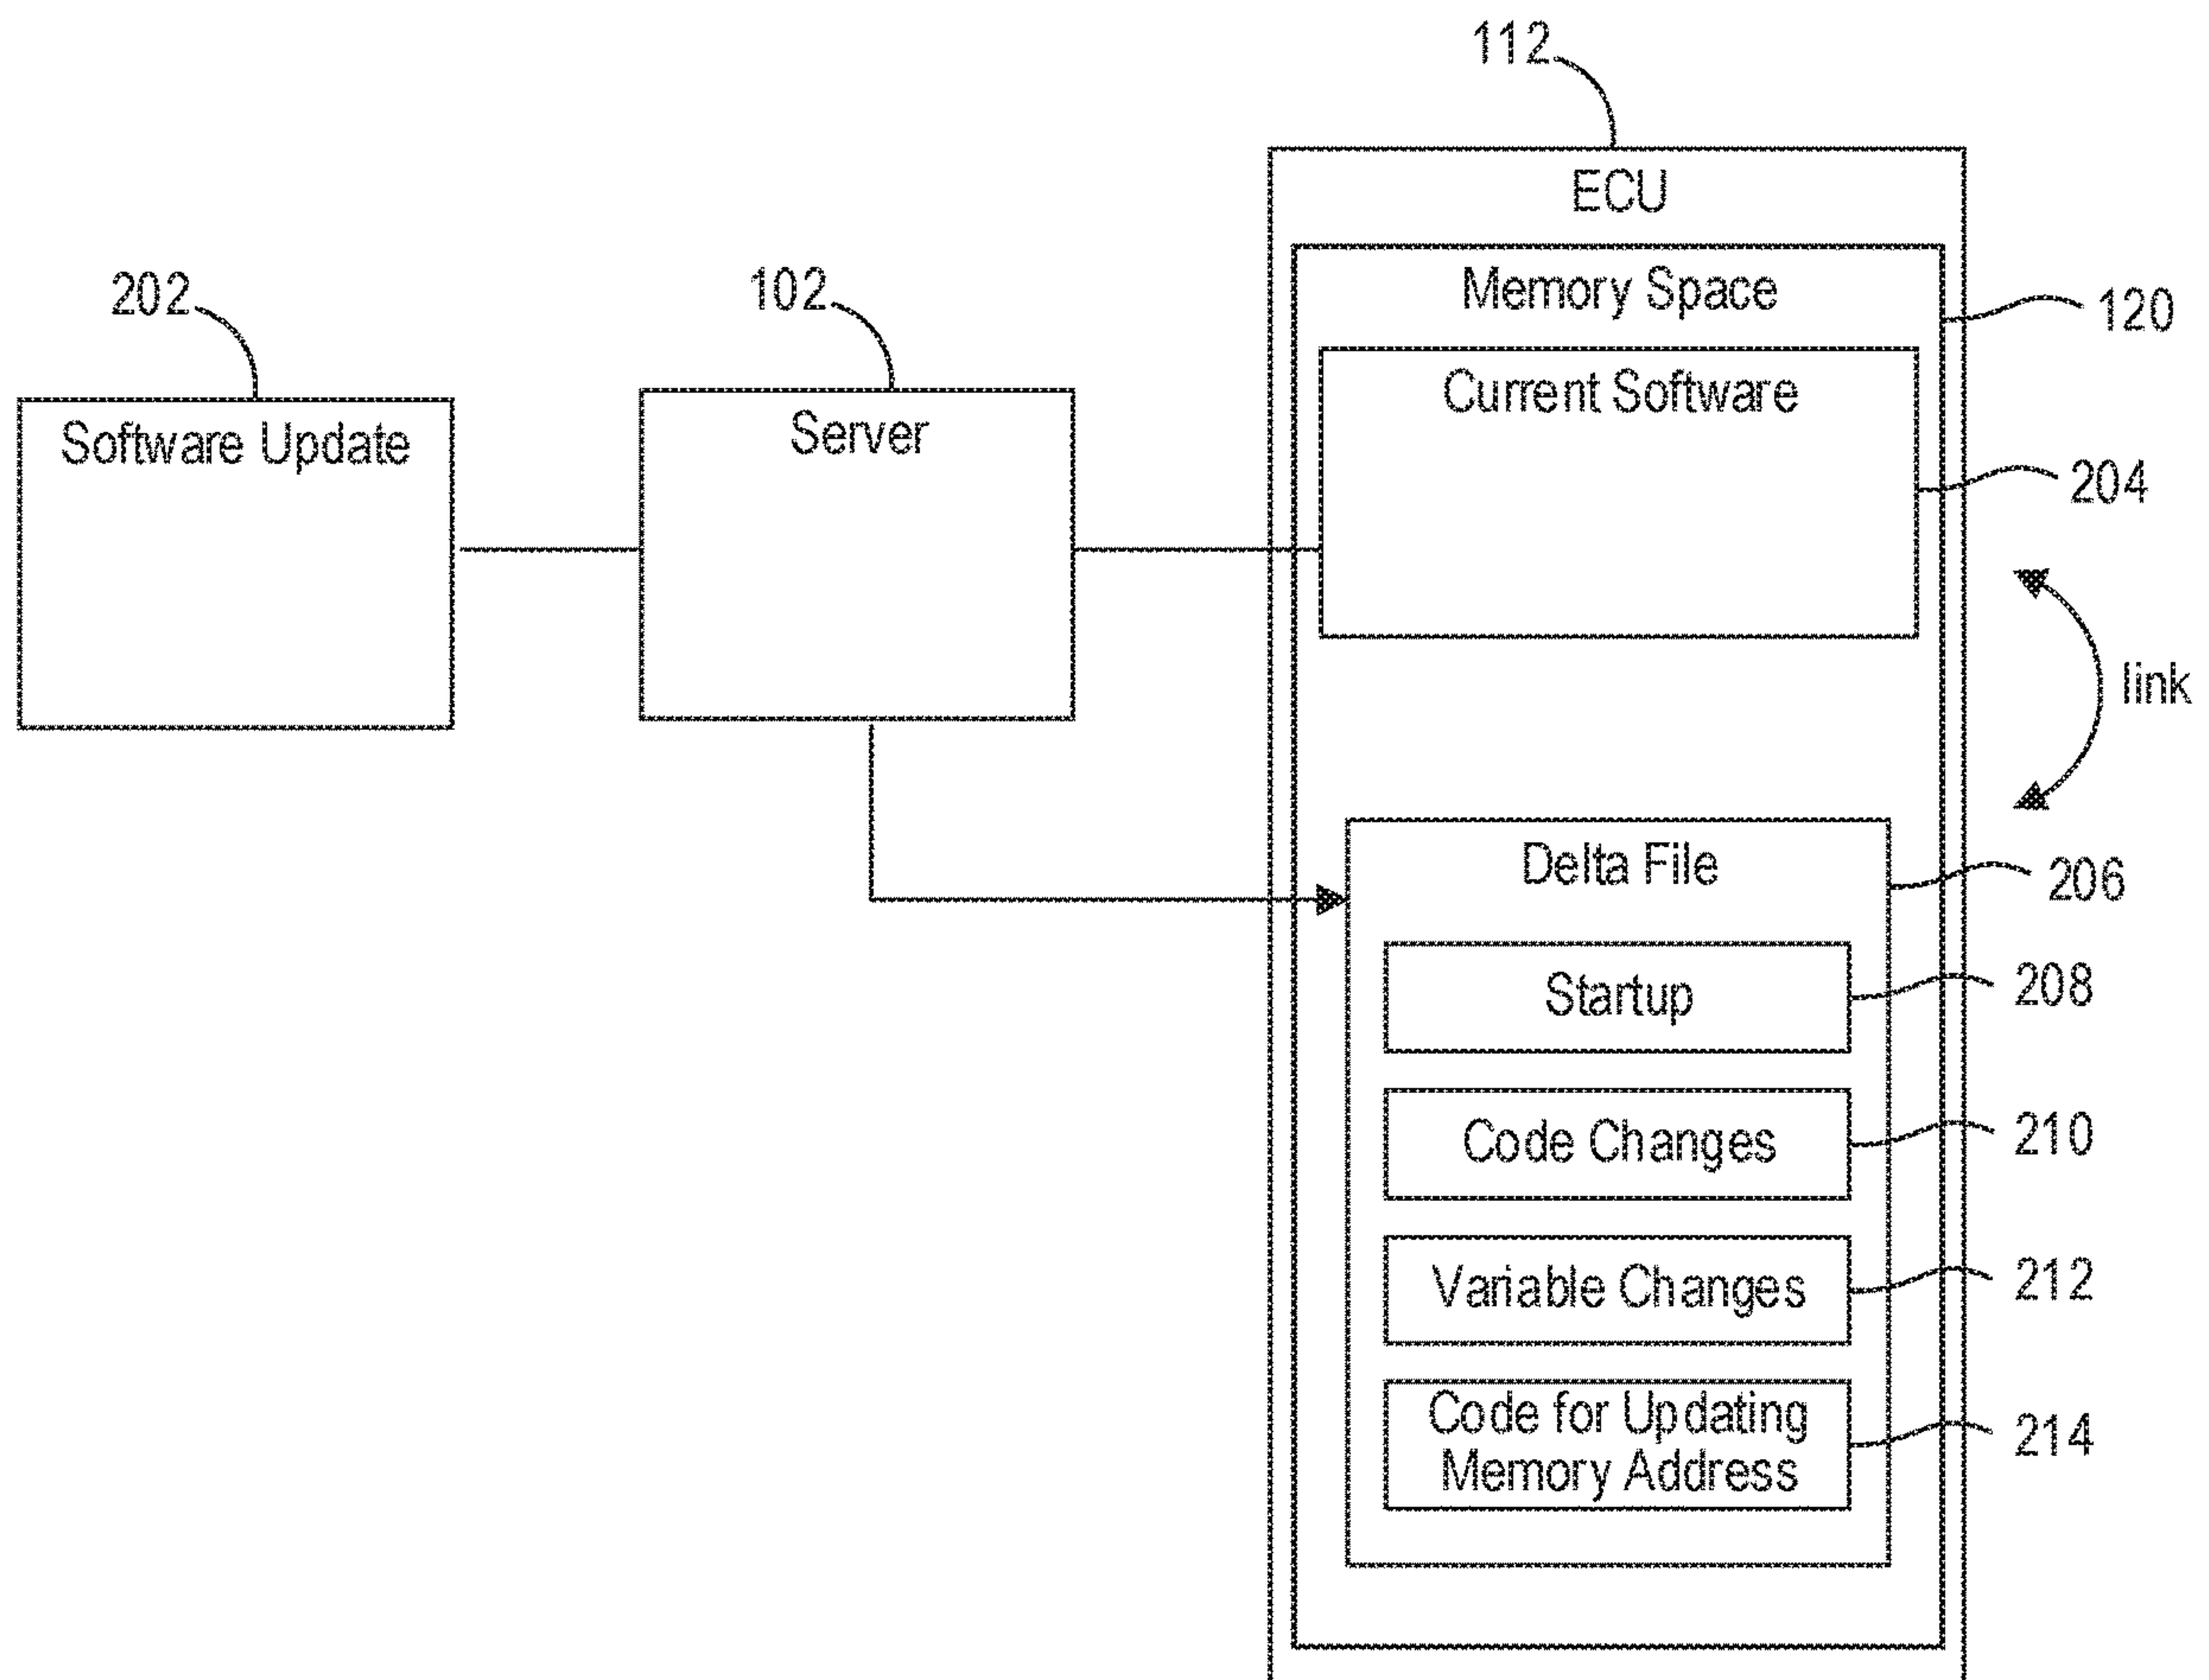 112
ECU
202
102
Memory Space
120
Software Update
Server
Current Software
204
link
Delta File
206
Startup
208
Code Changes
210
Variable Changes
212
Code for Updating
Memory Address
214